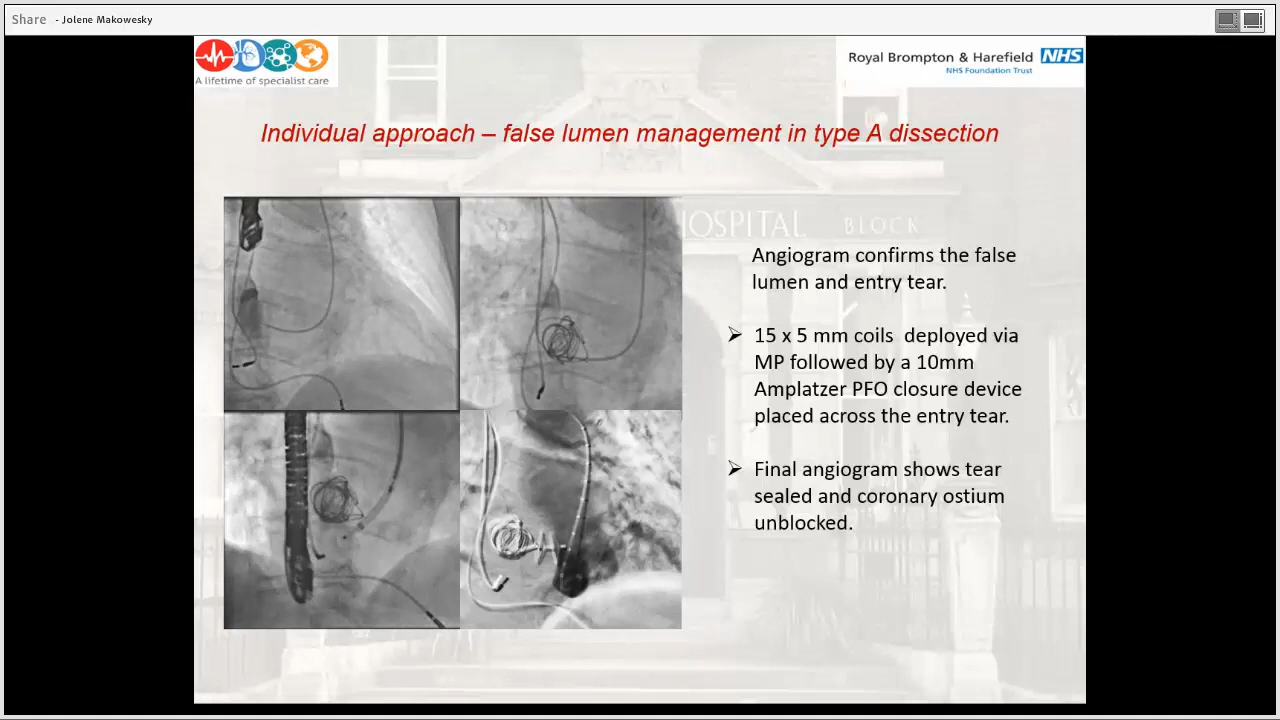 Share - Jolene Makowesky
A lifetime of specialist care
Royal Brompton & Harefield NHS
NHS Foundation Trust
Individual approach – false lumen management in type A dissection
HOSPITAL BLOCK
Angiogram confirms the false
lumen and entry tear.
➢ 15 x 5 mm coils deployed via
MP followed by a 10mm
Amplatzer PFO closure device
placed across the entry tear.
➢ Final angiogram shows tear
sealed and coronary ostium
unblocked.